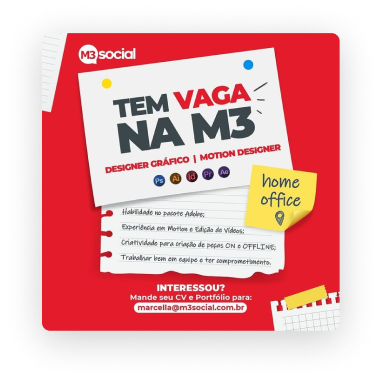 M3 social
TEM VAGA
NA M3
DESIGNER GRÁFICO | MOTION DESIGNER
Ps Ai Id Pr Ae
home
office
Habilidade no pacote Adobe;
Experiência em Motion e Edição de Vídeos;
Criatividade para criação de peças ON e OFFLINE;
Trabalhar bem em equipe e ter comprometimento.
INTERESSOU?
Mande seu CV e Portfólio para:
marcella@m3social.com.br